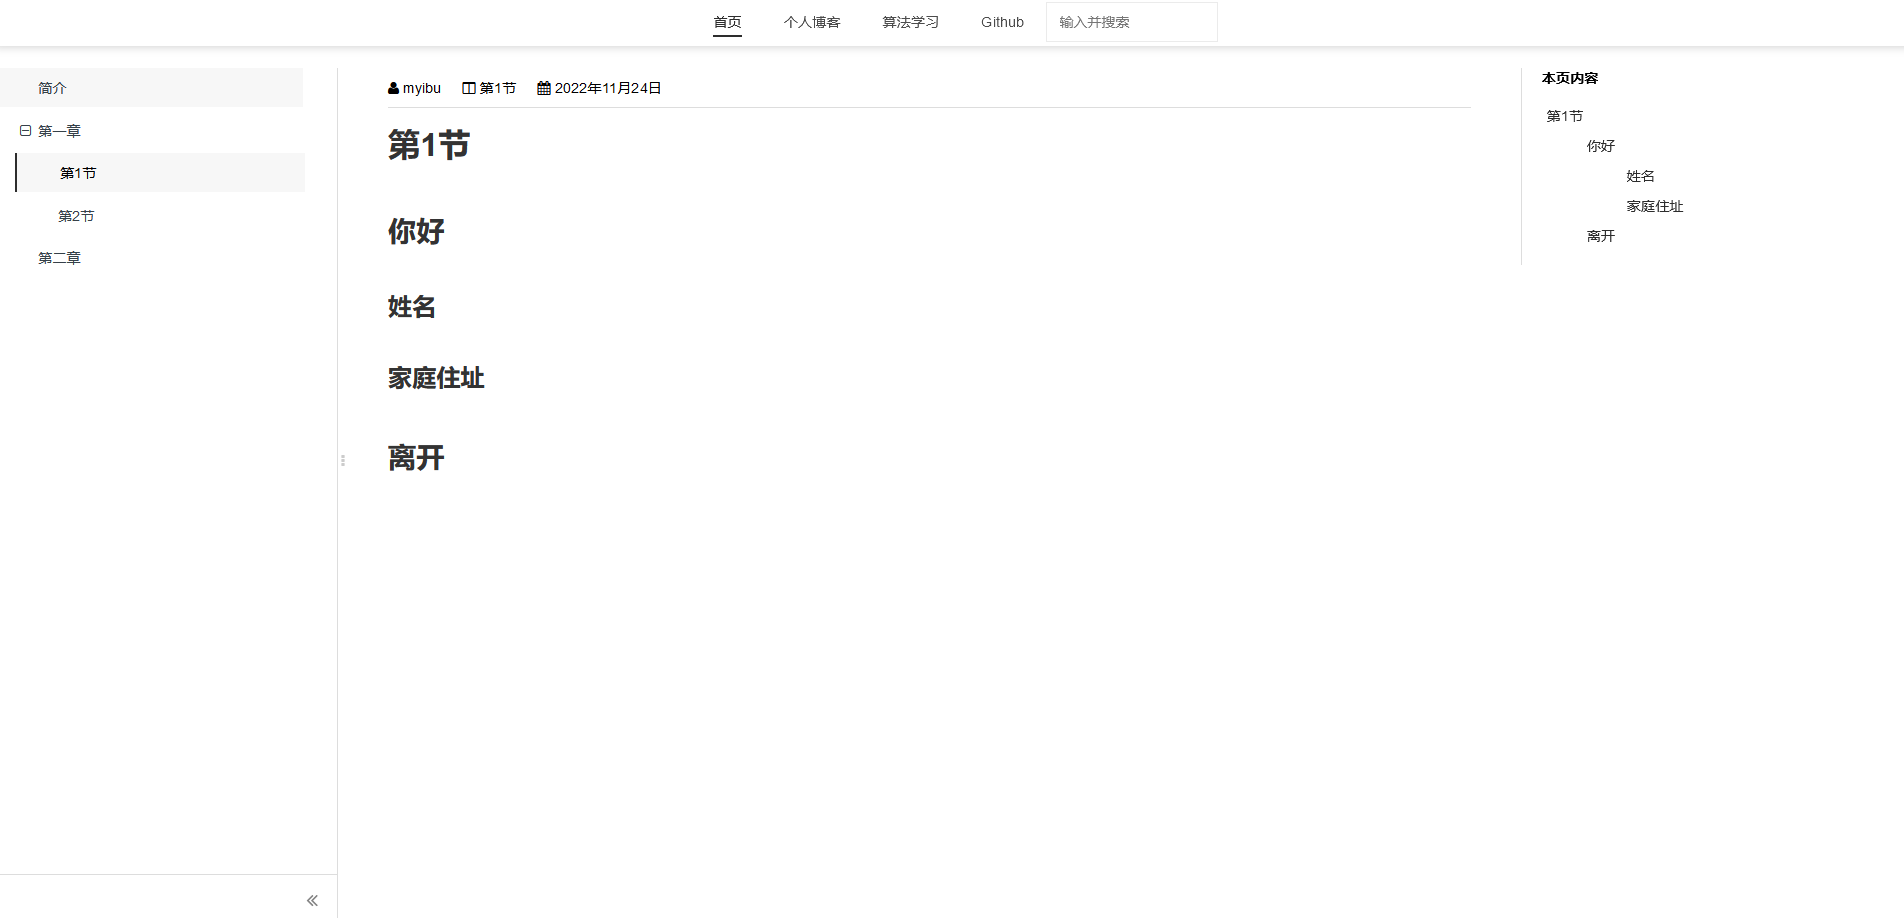 首页 个人博客 算法学习 Github 输入并搜索
简介
第一章
第1节
第2节
第二章
myibu 第1节 2022年11月24日
第1节
你好
姓名
家庭住址
离开
本页内容
第1节
你好
姓名
家庭住址
离开